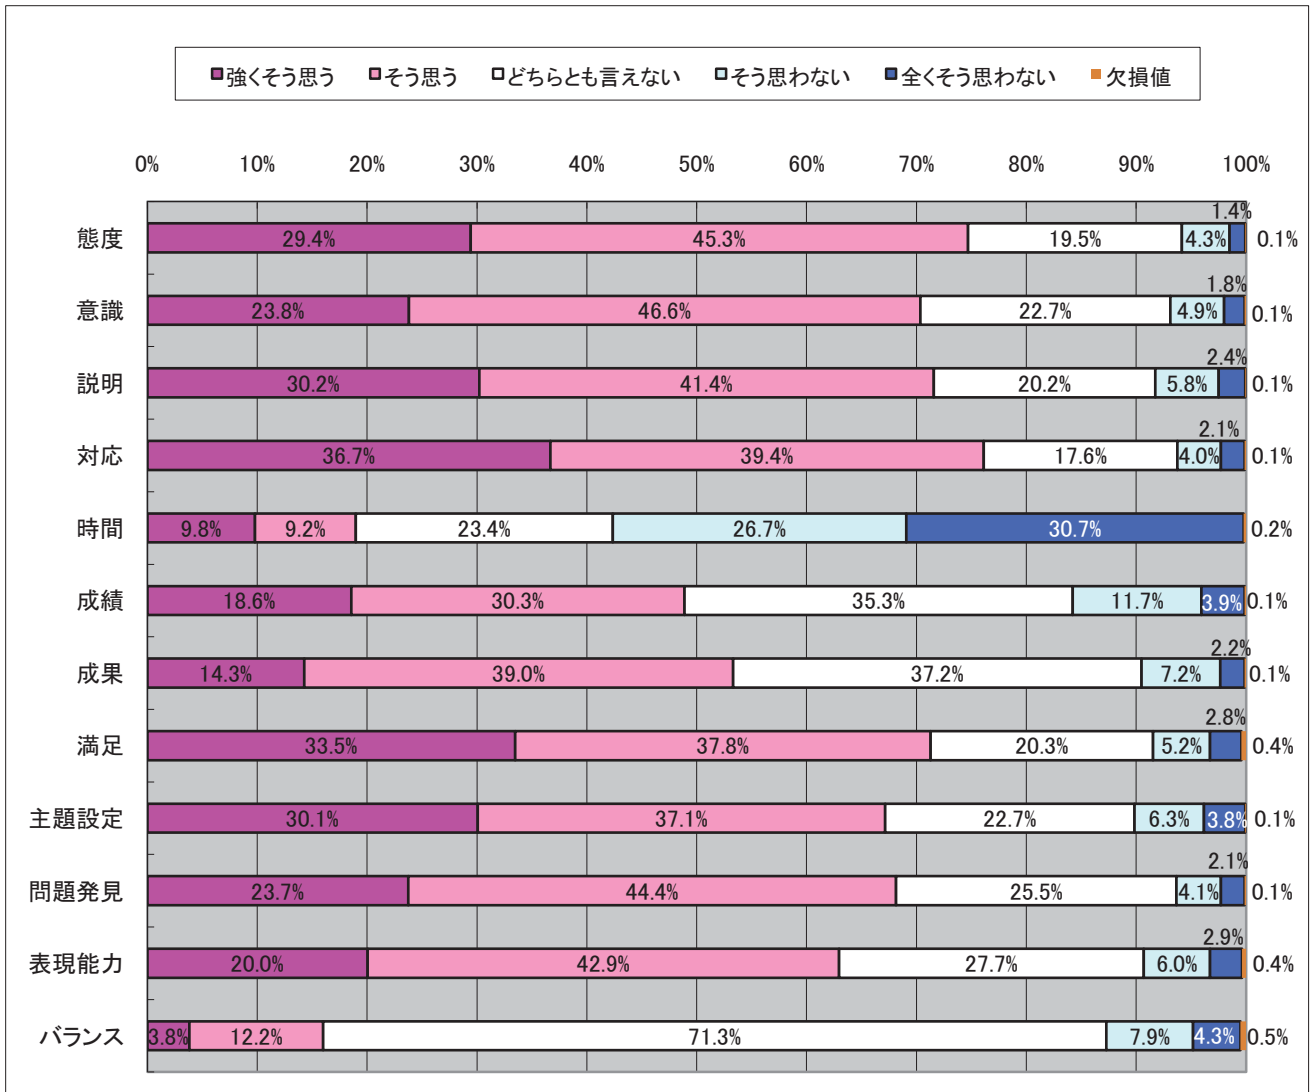 強くそう思う そう思う どちらとも言えない そう思わない 全くそう思わない 欠損値
0% 10% 20% 30% 40% 50% 60% 70% 80% 90% 100%
1.4%
態度 29.4% 45.3% 19.5% 4.3% 0.1%
1.8%
意識 23.8% 46.6% 22.7% 4.9% 0.1%
2.4%
説明 30.2% 41.4% 20.2% 5.8% 0.1%
2.1%
対応 36.7% 39.4% 17.6% 4.0% 0.1%
時間 9.8% 9.2% 23.4% 26.7% 30.7% 0.2%
成績 18.6% 30.3% 35.3% 11.7% 3.9% 0.1%
2.2%
成果 14.3% 39.0% 37.2% 7.2% 0.1%
2.8%
満足 33.5% 37.8% 20.3% 5.2% 0.4%
主題設定 30.1% 37.1% 22.7% 6.3% 3.8% 0.1%
2.1%
問題発見 23.7% 44.4% 25.5% 4.1% 0.1%
2.9%
表現能力 20.0% 42.9% 27.7% 6.0% 0.4%
バランス 3.8% 12.2% 71.3% 7.9% 4.3% 0.5%